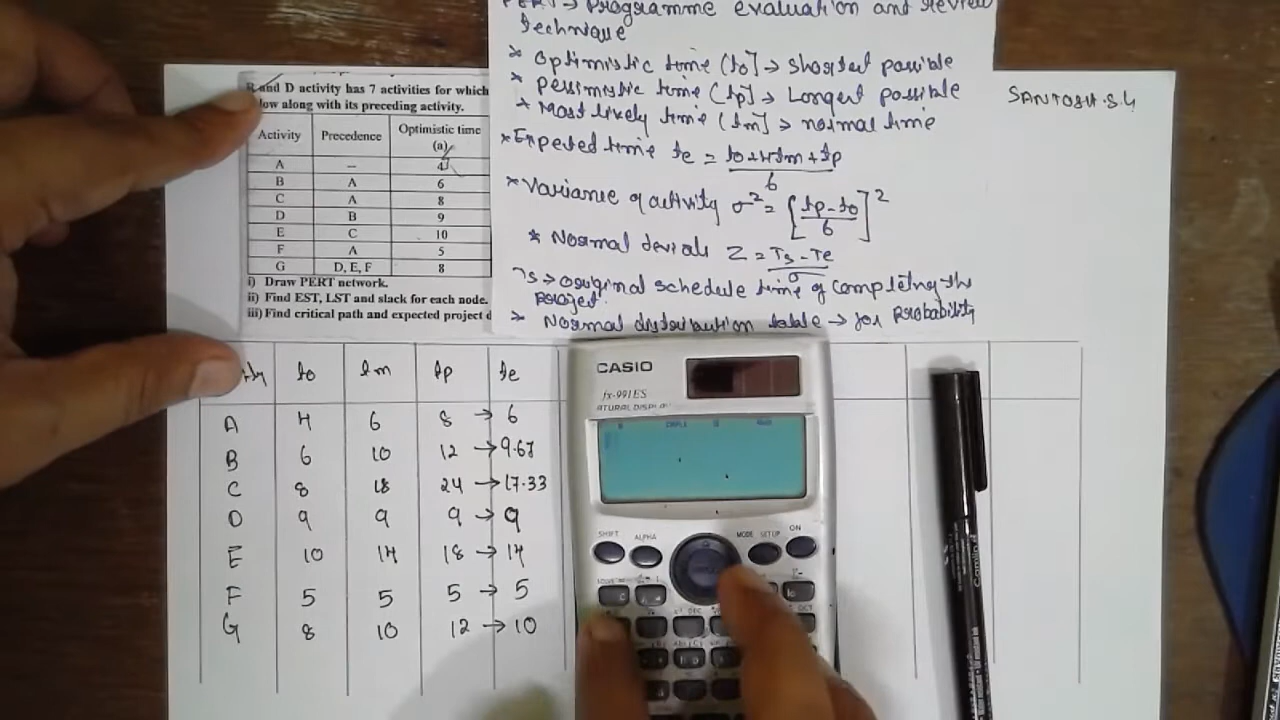 PERT → Programme evaluation and review
technique
* Optimistic time (to] → shortest possible
* Pessimistic time (tp] → Longest possible
* Most likely time (tm] → normal time
* Expected time te = to+4tm+tp
6
* Variance of activity σ² = [tp-to
6]²
* Normal deviate Z = Ts-Te
σ
Ts → original schedule time of completing the
project.
* Normal distribution table → for probability
SANTOSH.S.G
R and D activity has 7 activities for which
low along with its preceding activity.
Activity Precedence Optimistic time
(a)
A – 4
B A 6
C A 8
D B 9
E C 10
F A 5
G D, E, F 8
i) Draw PERT network.
ii) Find EST, LST and slack for each node.
iii) Find critical path and expected project d
to tm tp te
A 4 6 8 → 6
B 6 10 12 → 9.67
C 8 18 24 → 17.33
D 9 9 9 → 9
E 10 14 18 → 14
F 5 5 5 → 5
G 8 10 12 → 10
CASIO
fx-991ES
NATURAL DISPLAY
SHIFT ALPHA MODE SETUP ON